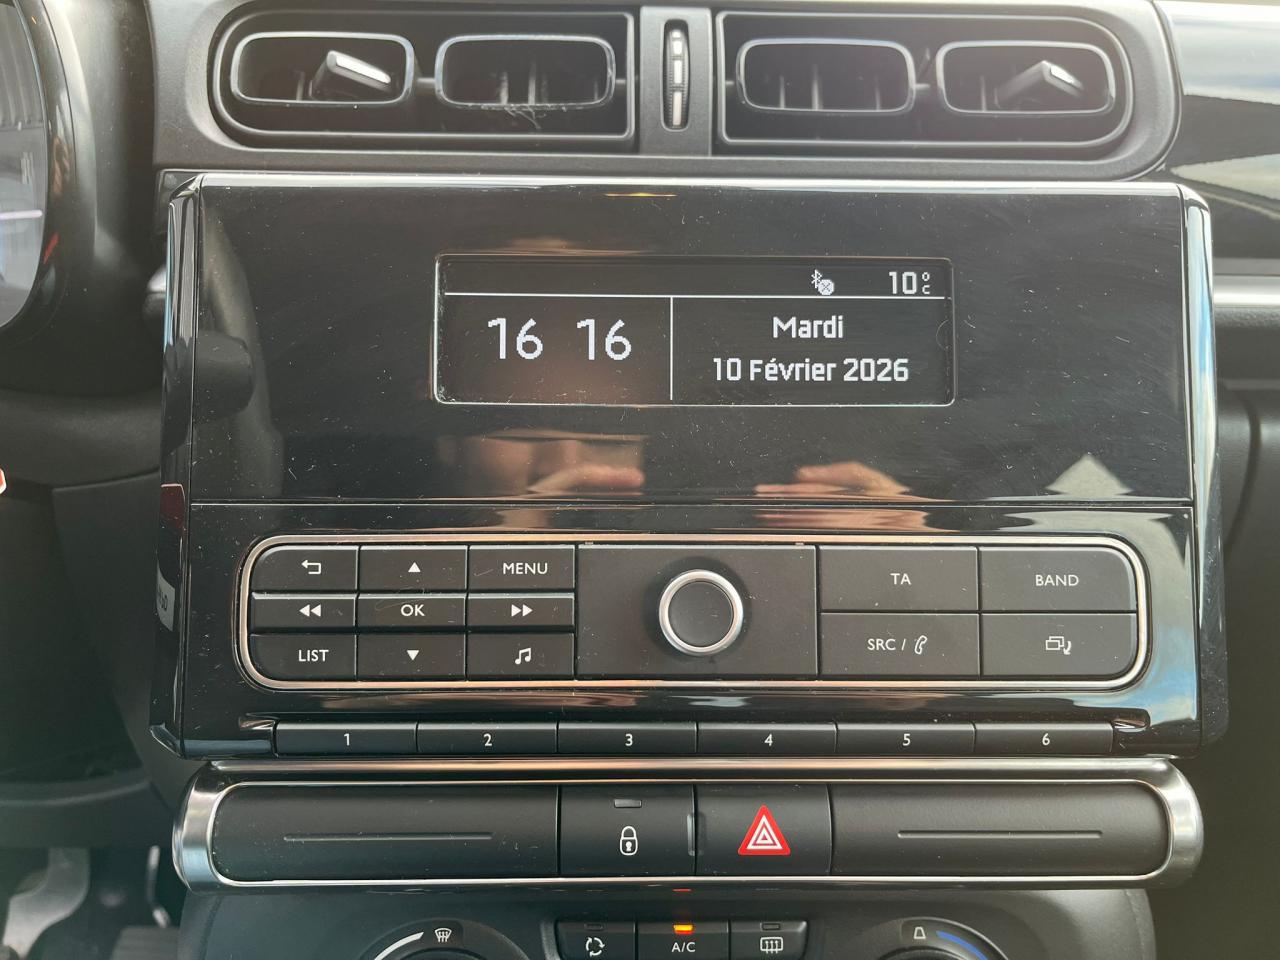 10°C
16 16
Mardi
10 Février 2026
MENU
TA
BAND
OK
SRC /
LIST
1 2 3 4 5 6
A/C